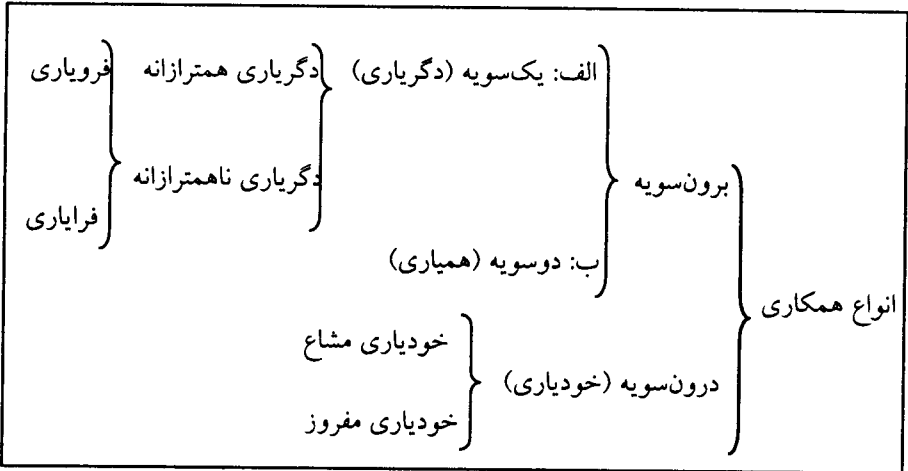 انواع همکاری
برون‌سویه
الف: یک‌سویه (دگریاری)
دگریاری همترازانه
دگریاری ناهمترازانه
فرویاری
فرایاری
ب: دوسویه (همیاری)
درون‌سویه (خودیاری)
خودیاری مشاع
خودیاری مفروز